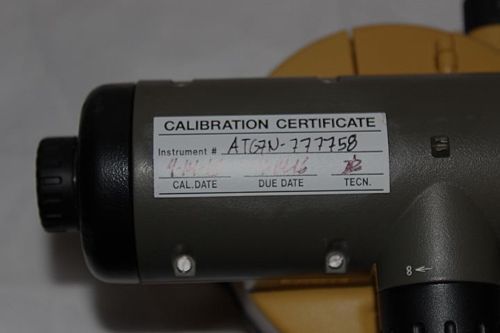 CALIBRATION CERTIFICATE
Instrument # ATG7N-777758
CAL.DATE DUE DATE TECN.
8←